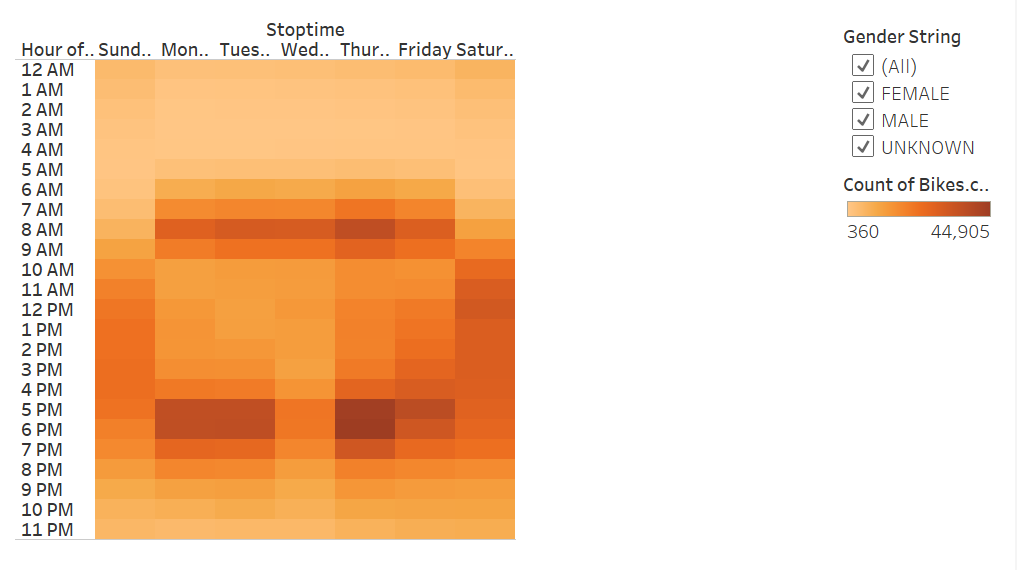 Stoptime
Hour of.. Sund.. Mon.. Tues.. Wed.. Thur.. Friday Satur..
12 AM
1 AM
2 AM
3 AM
4 AM
5 AM
6 AM
7 AM
8 AM
9 AM
10 AM
11 AM
12 PM
1 PM
2 PM
3 PM
4 PM
5 PM
6 PM
7 PM
8 PM
9 PM
10 PM
11 PM
Gender String
(All)
FEMALE
MALE
UNKNOWN
Count of Bikes.c..
360 44,905